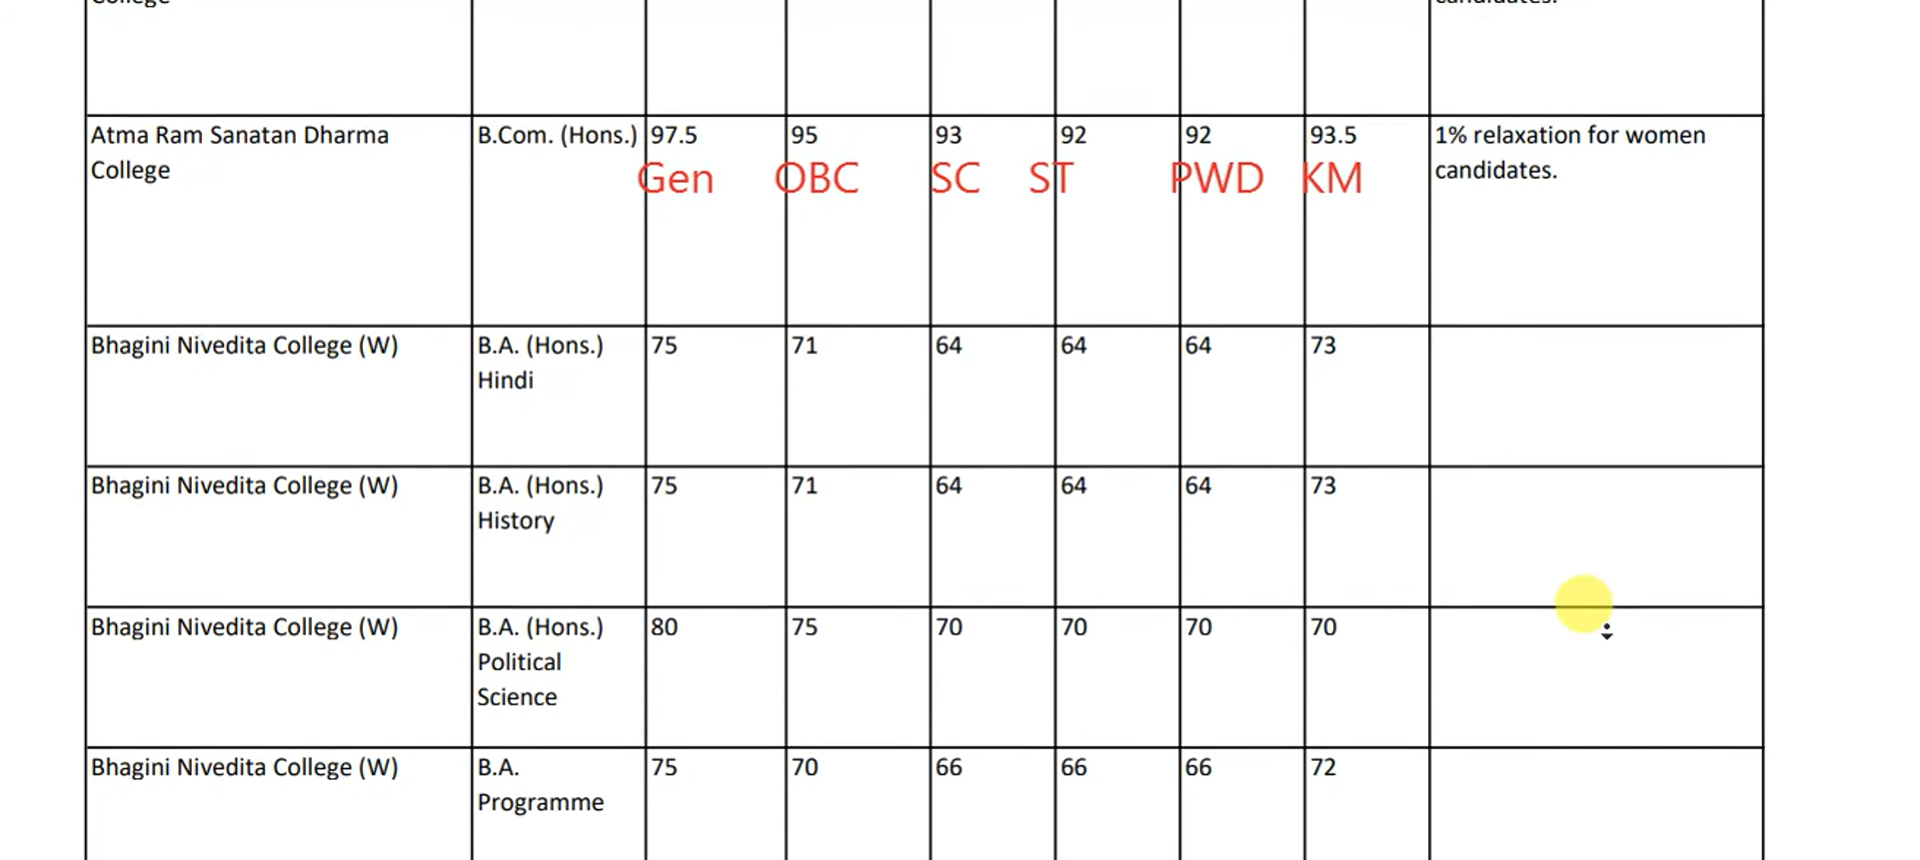 Atma Ram Sanatan Dharma B.Com. (Hons.) 97.5 95 93 92 92 93.5 1% relaxation for women
College candidates.
Gen OBC SC ST PWD KM
Bhagini Nivedita College (W) B.A. (Hons.) 75 71 64 64 64 73
Hindi
Bhagini Nivedita College (W) B.A. (Hons.) 75 71 64 64 64 73
History
Bhagini Nivedita College (W) B.A. (Hons.) 80 75 70 70 70 70
Political
Science
Bhagini Nivedita College (W) B.A. 75 70 66 66 66 72
Programme